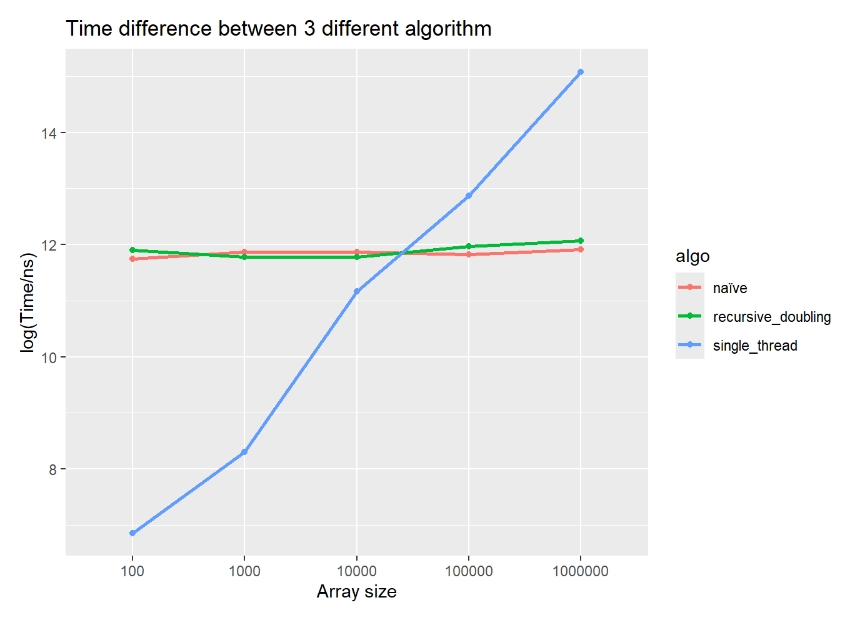 Time difference between 3 different algorithm
log(Time/ns)
14
12
10
8
100 1000 10000 100000 1000000
Array size
algo
naïve
recursive_doubling
single_thread